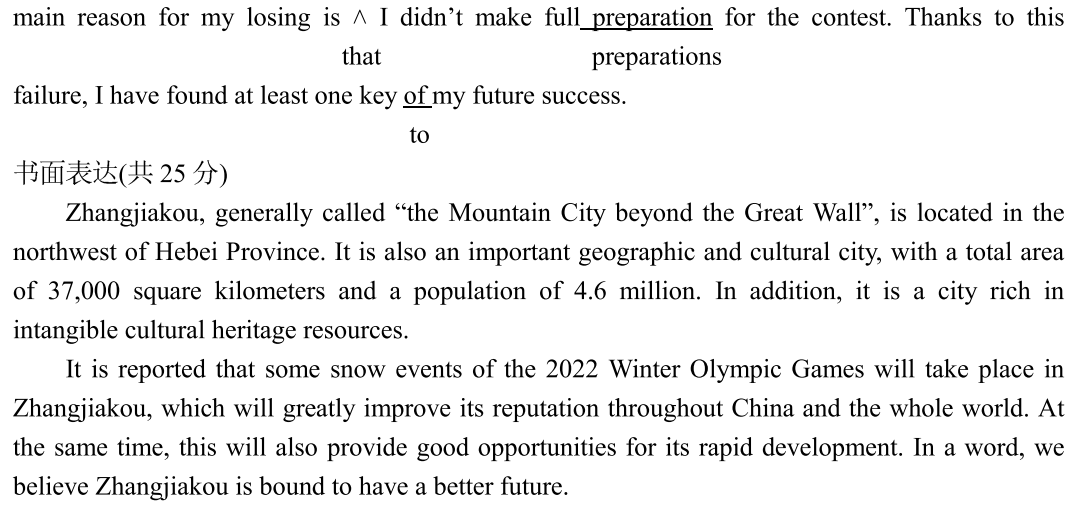 main reason for my losing is ^ I didn’t make full preparation for the contest. Thanks to this
that preparations
failure, I have found at least one key of my future success.
to
书面表达(共 25 分)
Zhangjiakou, generally called “the Mountain City beyond the Great Wall”, is located in the
northwest of Hebei Province. It is also an important geographic and cultural city, with a total area
of 37,000 square kilometers and a population of 4.6 million. In addition, it is a city rich in
intangible cultural heritage resources.
It is reported that some snow events of the 2022 Winter Olympic Games will take place in
Zhangjiakou, which will greatly improve its reputation throughout China and the whole world. At
the same time, this will also provide good opportunities for its rapid development. In a word, we
believe Zhangjiakou is bound to have a better future.